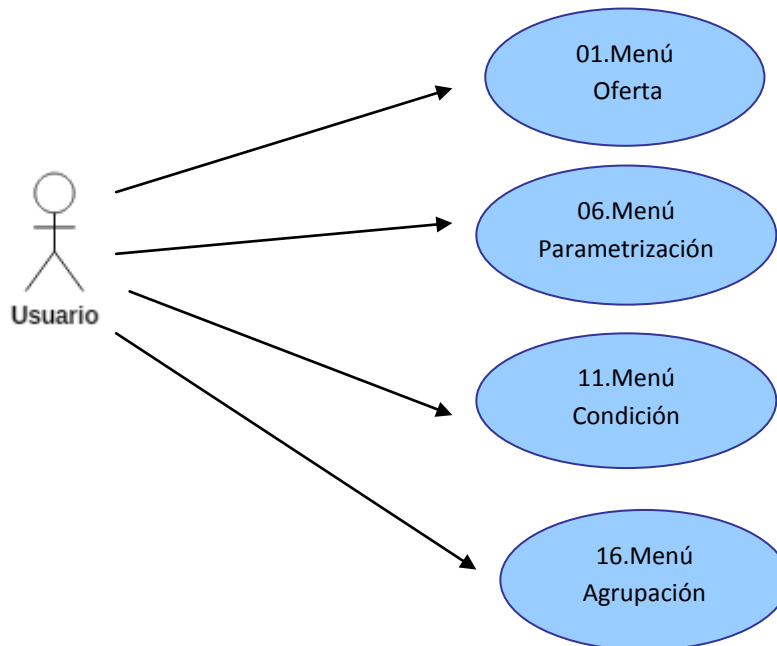 01.Menú
Oferta
06.Menú
Parametrización
Usuario
11.Menú
Condición
16.Menú
Agrupación